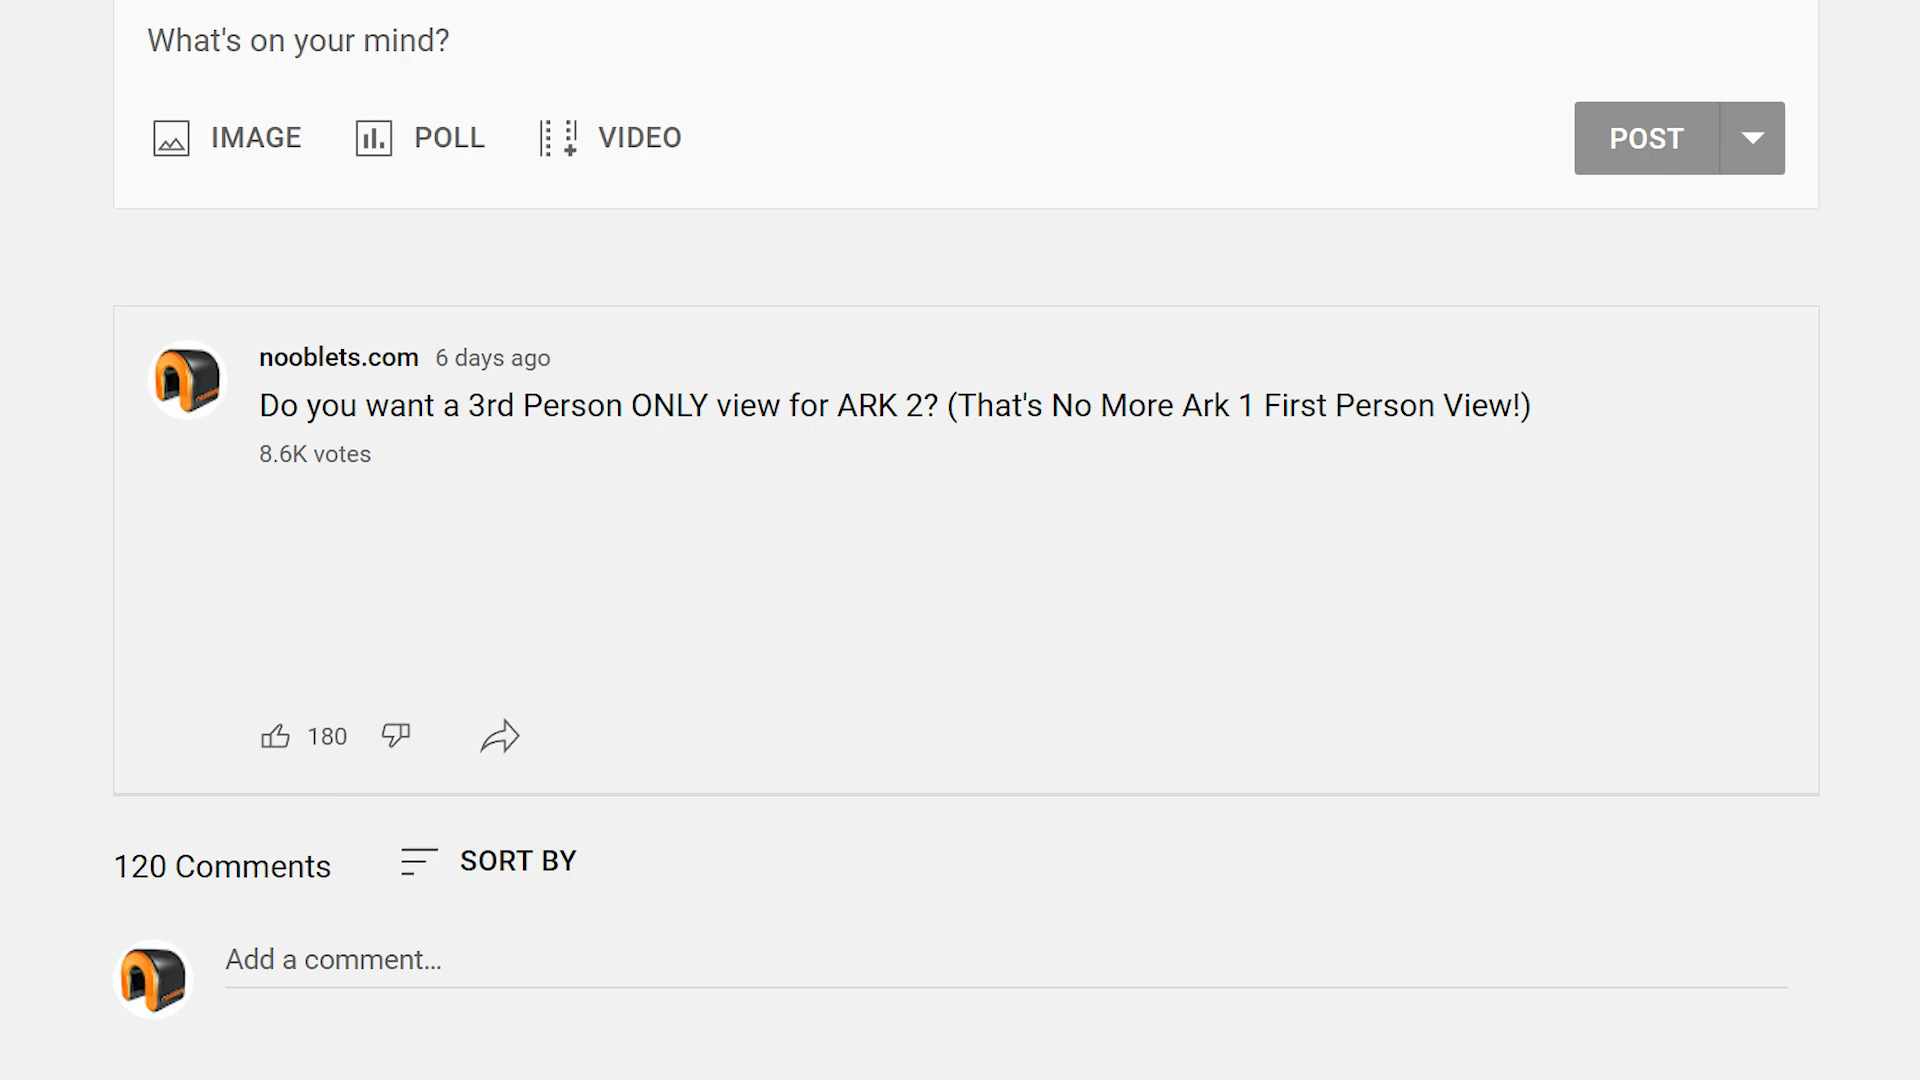 What's on your mind?
IMAGE POLL VIDEO POST
nooblets.com 6 days ago
Do you want a 3rd Person ONLY view for ARK 2? (That's No More Ark 1 First Person View!)
8.6K votes
180
120 Comments SORT BY
Add a comment...